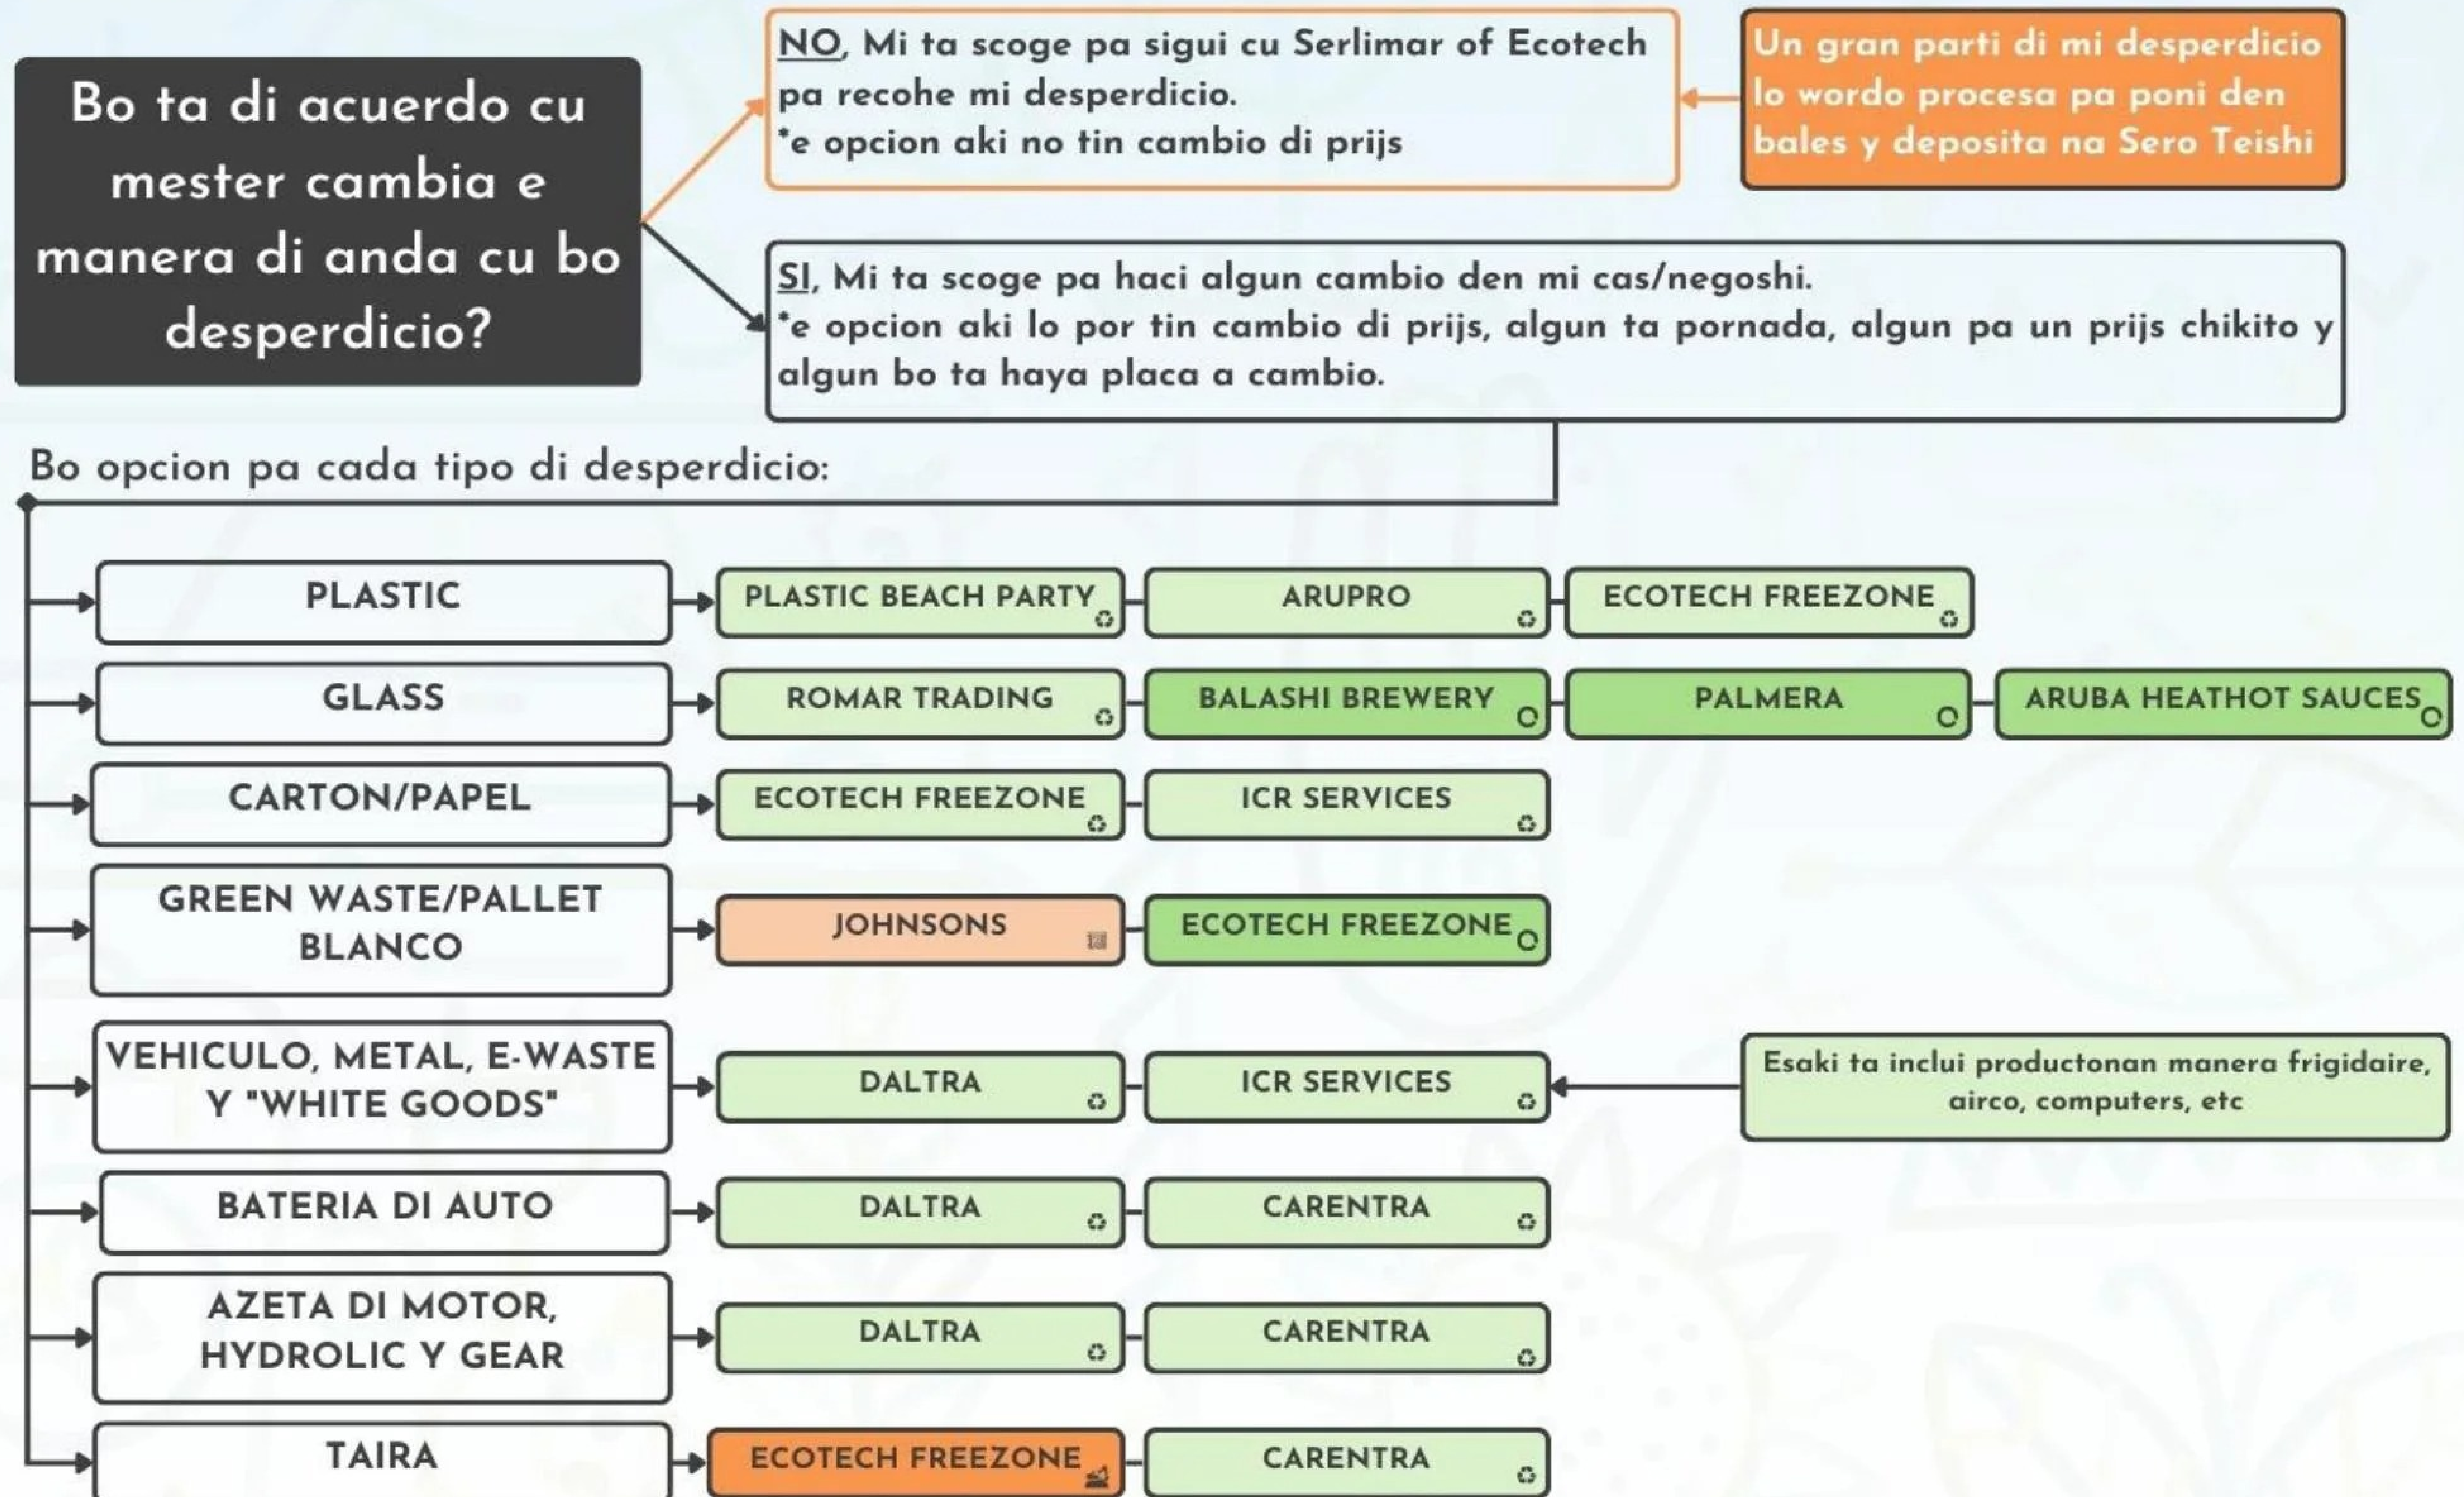 Bo ta di acuerdo cu
mester cambia e
manera di anda cu bo
desperdicio?
NO, Mi ta scoge pa sigui cu Serlimar of Ecotech
pa recohe mi desperdicio.
*e opcion aki no tin cambio di prijs
Un gran parti di mi desperdicio
lo wordo procesa pa poni den
bales y deposita na Sero Teishi
SI, Mi ta scoge pa haci algun cambio den mi cas/negoshi.
*e opcion aki lo por tin cambio di prijs, algun ta pornada, algun pa un prijs chikito y
algun bo ta haya placa a cambio.
Bo opcion pa cada tipo di desperdicio:
PLASTIC
PLASTIC BEACH PARTY
ARUPRO
ECOTECH FREEZONE
GLASS
ROMAR TRADING
BALASHI BREWERY
PALMERA
ARUBA HEATHOT SAUCES
CARTON/PAPEL
ECOTECH FREEZONE
ICR SERVICES
GREEN WASTE/PALLET
BLANCO
JOHNSONS
ECOTECH FREEZONE
VEHICULO, METAL, E-WASTE
Y "WHITE GOODS"
DALTRA
ICR SERVICES
Esaki ta inclui productonan manera frigidaire,
airco, computers, etc
BATERIA DI AUTO
DALTRA
CARENTRA
AZETA DI MOTOR,
HYDROLIC Y GEAR
DALTRA
CARENTRA
TAIRA
ECOTECH FREEZONE
CARENTRA